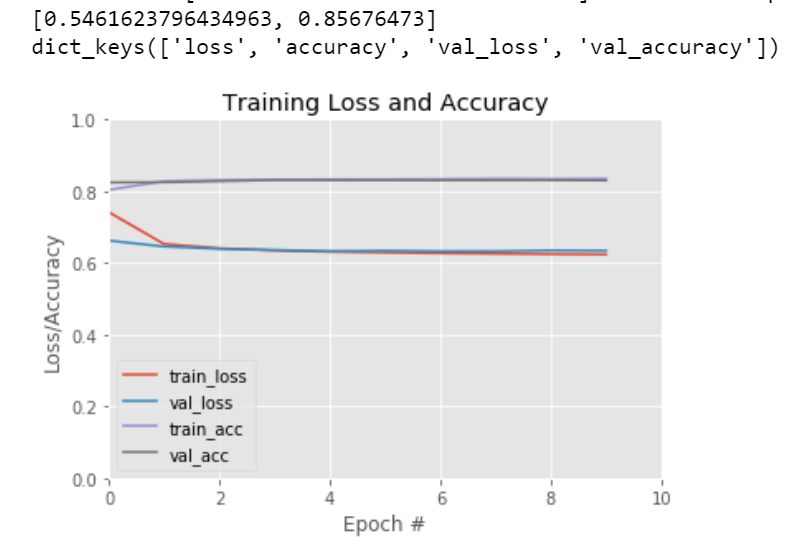 [0.5461623796434963, 0.85676473]
dict_keys(['loss', 'accuracy', 'val_loss', 'val_accuracy'])
Training Loss and Accuracy
1.0
0.8
0.6
0.4
0.2
0.0
Loss/Accuracy
train_loss
val_loss
train_acc
val_acc
0 2 4 6 8 10
Epoch #